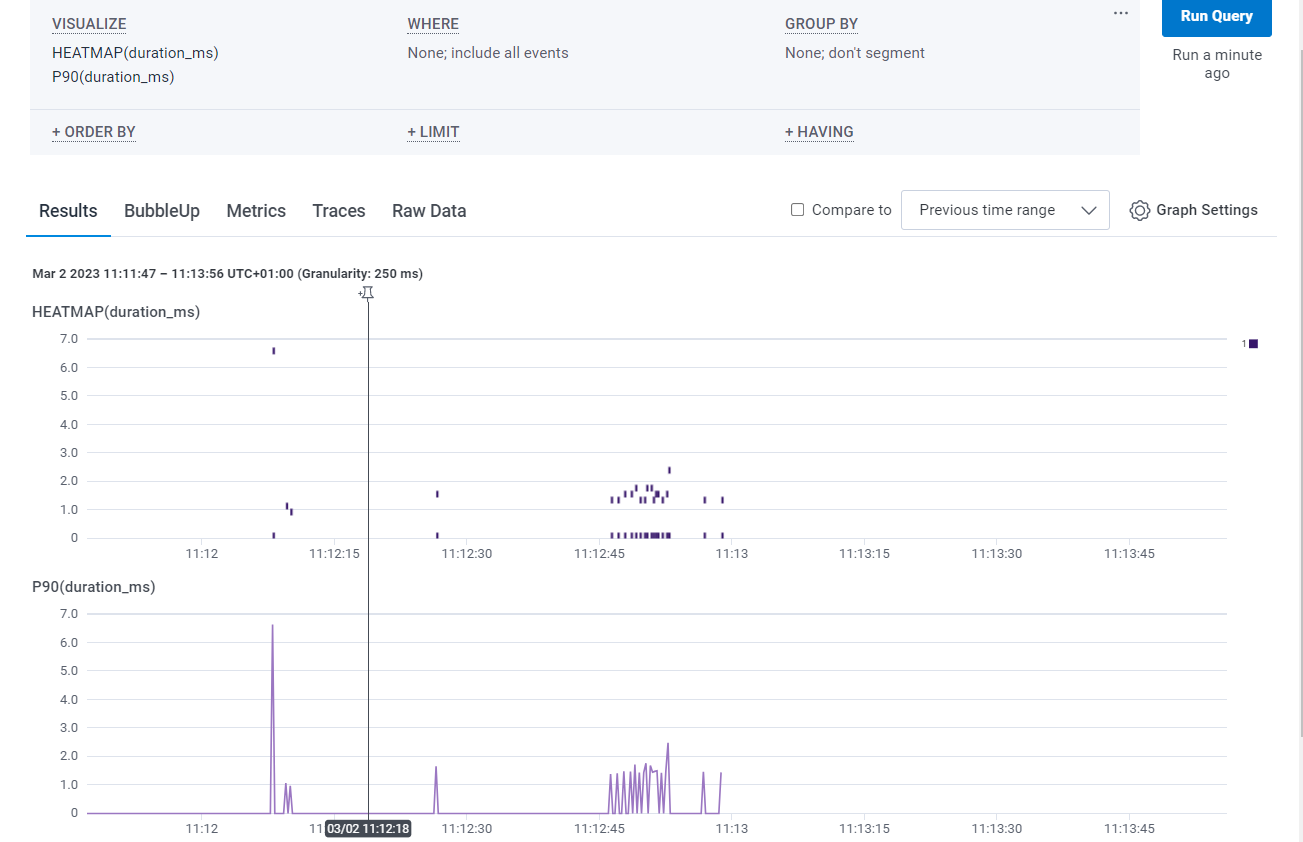 VISUALIZE WHERE GROUP BY ... Run Query
HEATMAP(duration_ms) None; include all events None; don't segment Run a minute
P90(duration_ms) ago
+ ORDER BY + LIMIT + HAVING
Results BubbleUp Metrics Traces Raw Data Compare to Previous time range Graph Settings
Mar 2 2023 11:11:47 – 11:13:56 UTC+01:00 (Granularity: 250 ms)
HEATMAP(duration_ms)
7.0 1
6.0
5.0
4.0
3.0
2.0
1.0
0
11:12 11:12:15 11:12:30 11:12:45 11:13 11:13:15 11:13:30 11:13:45
P90(duration_ms)
7.0
6.0
5.0
4.0
3.0
2.0
1.0
0
11:12 11 03/02 11:12:18 11:12:30 11:12:45 11:13 11:13:15 11:13:30 11:13:45